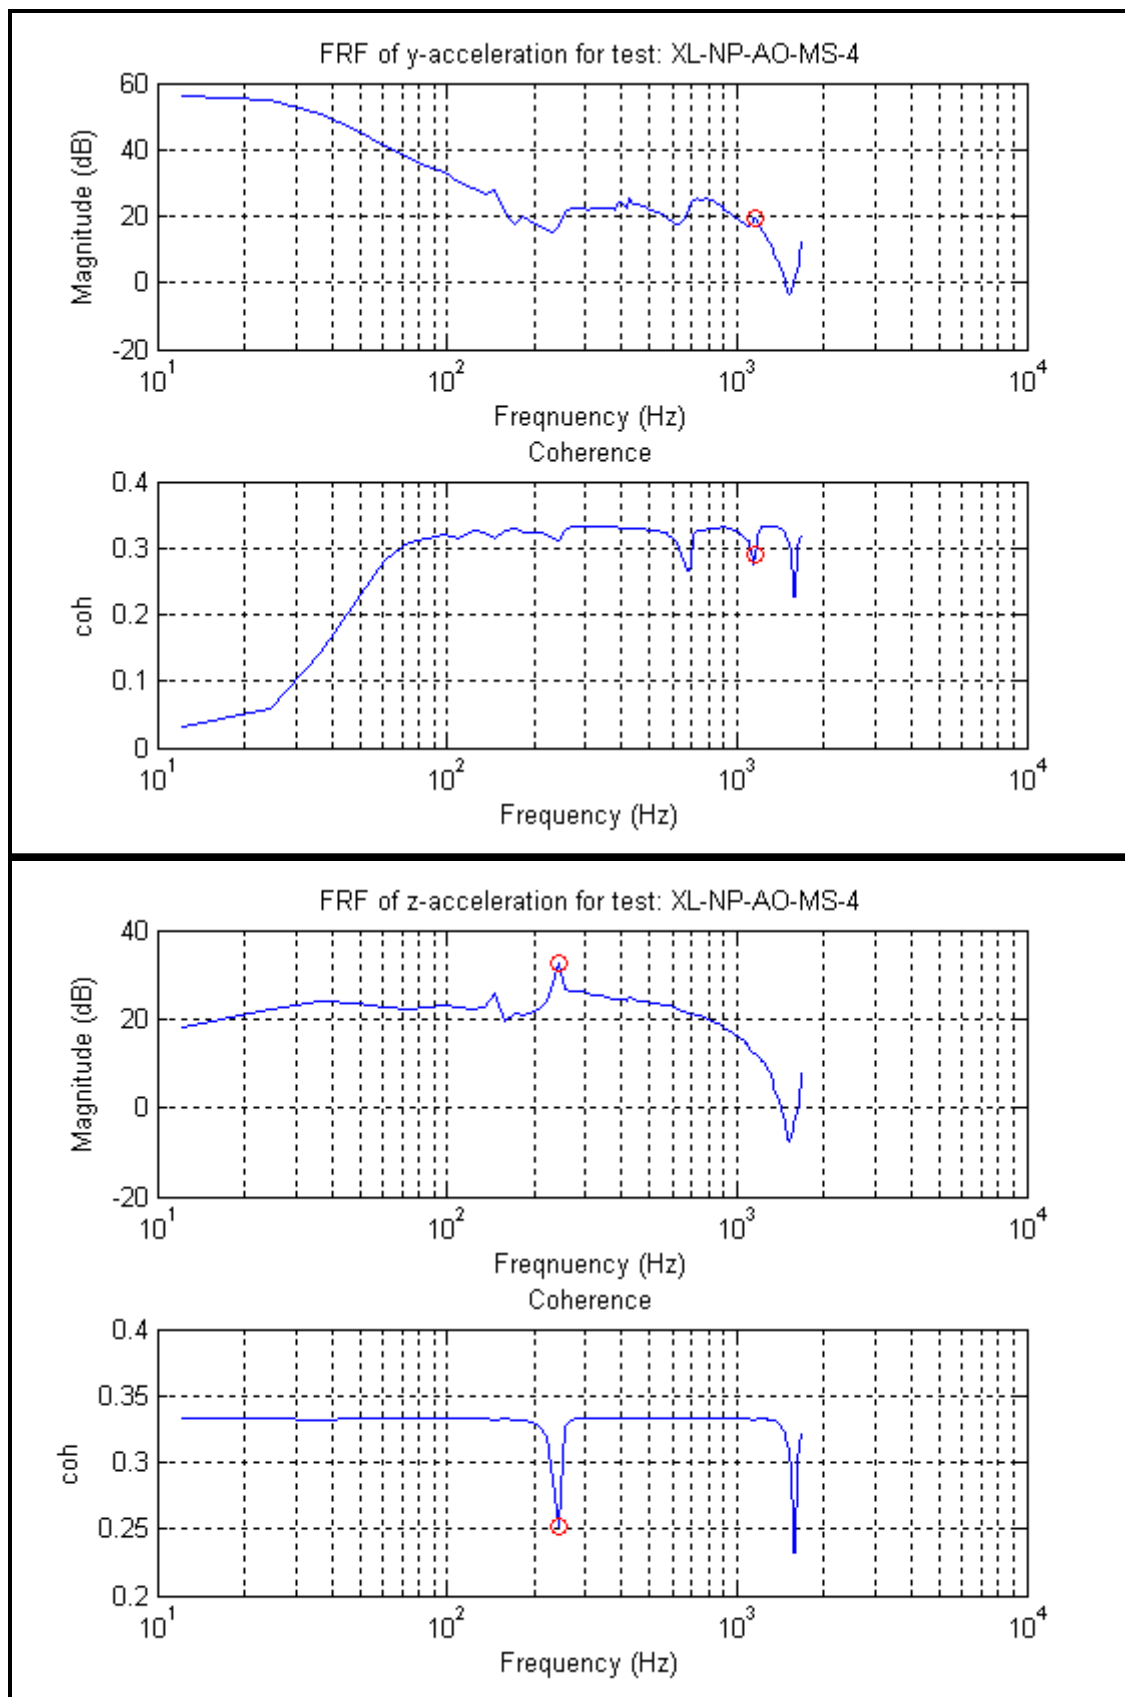 FRF of y-acceleration for test: XL-NP-AO-MS-4
60
40
20
0
-20
Magnitude (dB)
10^1 10^2 10^3 10^4
Freqnuency (Hz)
Coherence
0.4
0.3
0.2
0.1
0
coh
10^1 10^2 10^3 10^4
Frequency (Hz)
FRF of z-acceleration for test: XL-NP-AO-MS-4
40
20
0
-20
Magnitude (dB)
10^1 10^2 10^3 10^4
Freqnuency (Hz)
Coherence
0.4
0.35
0.3
0.25
0.2
coh
10^1 10^2 10^3 10^4
Frequency (Hz)